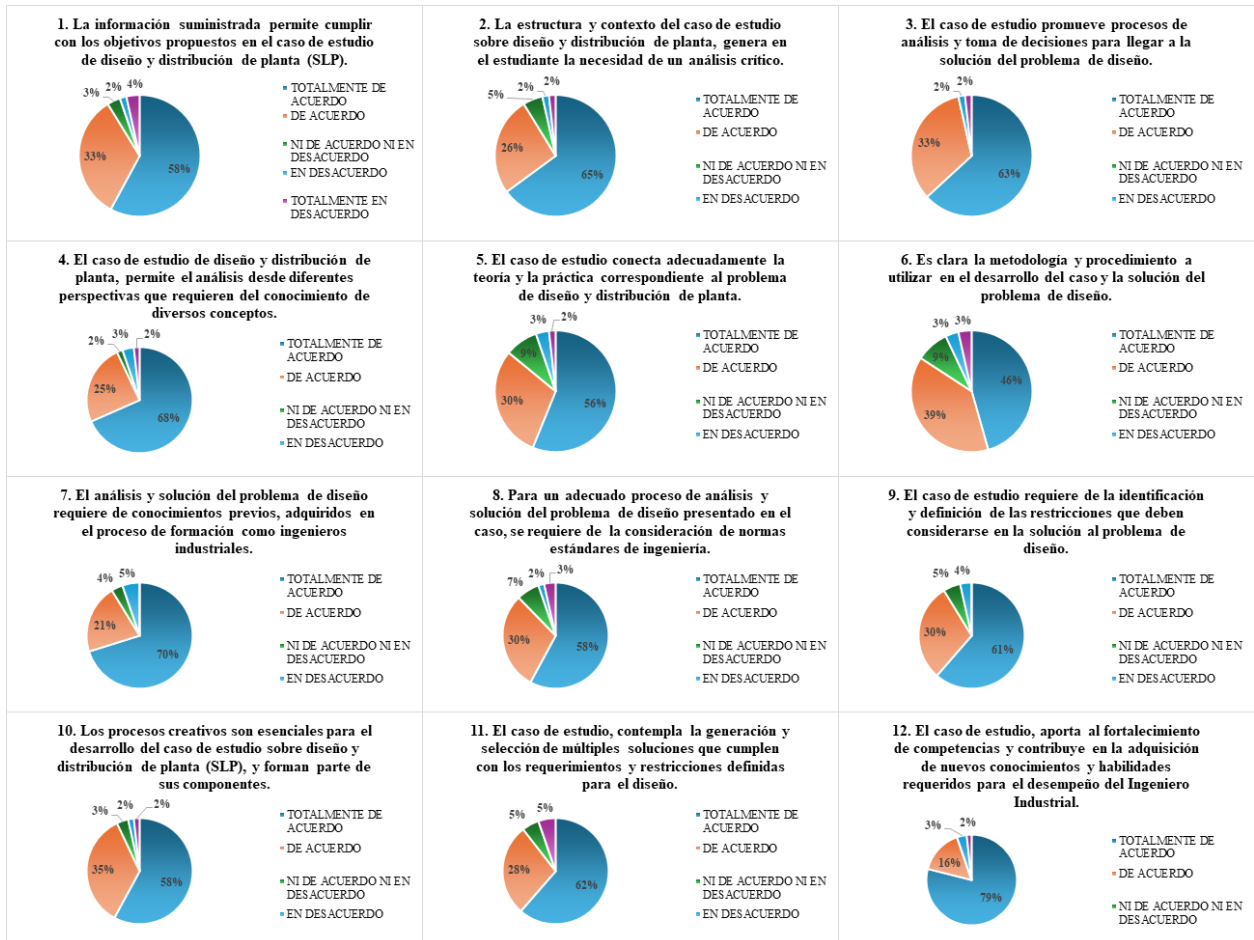 1. La información suministrada permite cumplir
con los objetivos propuestos en el caso de estudio
de diseño y distribución de planta (SLP).
3%
2%
4%
33%
58%
TOTALMENTE DE
ACUERDO
DE ACUERDO
NI DE ACUERDO NI EN
DESACUERDO
EN DESACUERDO
TOTALMENTE EN
DESACUERDO
2. La estructura y contexto del caso de estudio
sobre diseño y distribución de planta, genera en
el estudiante la necesidad de un análisis crítico.
5%
2%
2%
26%
65%
TOTALMENTE DE
ACUERDO
DE ACUERDO
NI DE ACUERDO NI EN
DESACUERDO
EN DESACUERDO
3. El caso de estudio promueve procesos de
análisis y toma de decisiones para llegar a la
solución del problema de diseño.
2%
2%
33%
63%
TOTALMENTE DE
ACUERDO
DE ACUERDO
NI DE ACUERDO NI EN
DESACUERDO
EN DESACUERDO
4. El caso de estudio de diseño y distribución de
planta, permite el análisis desde diferentes
perspectivas que requieren del conocimiento de
diversos conceptos.
2%
3%
2%
25%
68%
TOTALMENTE DE
ACUERDO
DE ACUERDO
NI DE ACUERDO NI EN
DESACUERDO
EN DESACUERDO
5. El caso de estudio conecta adecuadamente la
teoría y la práctica correspondiente al problema
de diseño y distribución de planta.
3%
2%
9%
30%
56%
TOTALMENTE DE
ACUERDO
DE ACUERDO
NI DE ACUERDO NI EN
DESACUERDO
EN DESACUERDO
6. Es clara la metodología y procedimiento a
utilizar en el desarrollo del caso y la solución del
problema de diseño.
3%
3%
9%
39%
46%
TOTALMENTE DE
ACUERDO
DE ACUERDO
NI DE ACUERDO NI EN
DESACUERDO
EN DESACUERDO
7. El análisis y solución del problema de diseño
requiere de conocimientos previos, adquiridos en
el proceso de formación como ingenieros
industriales.
4%
5%
21%
70%
TOTALMENTE DE
ACUERDO
DE ACUERDO
NI DE ACUERDO NI EN
DESACUERDO
EN DESACUERDO
8. Para un adecuado proceso de análisis y
solución del problema de diseño presentado en el
caso, se requiere de la consideración de normas
estándares de ingeniería.
7%
2%
3%
30%
58%
TOTALMENTE DE
ACUERDO
DE ACUERDO
NI DE ACUERDO NI EN
DESACUERDO
EN DESACUERDO
9. El caso de estudio requiere de la identificación
y definición de las restricciones que deben
considerarse en la solución al problema de
diseño.
5%
4%
30%
61%
TOTALMENTE DE
ACUERDO
DE ACUERDO
NI DE ACUERDO NI EN
DESACUERDO
EN DESACUERDO
10. Los procesos creativos son esenciales para el
desarrollo del caso de estudio sobre diseño y
distribución de planta (SLP), y forman parte de
sus componentes.
3%
2%
2%
35%
58%
TOTALMENTE DE
ACUERDO
DE ACUERDO
NI DE ACUERDO NI EN
DESACUERDO
EN DESACUERDO
11. El caso de estudio, contempla la generación y
selección de múltiples soluciones que cumplen
con los requerimientos y restricciones definidas
para el diseño.
5%
5%
28%
62%
TOTALMENTE DE
ACUERDO
DE ACUERDO
NI DE ACUERDO NI EN
DESACUERDO
EN DESACUERDO
12. El caso de estudio, aporta al fortalecimiento
de competencias y contribuye en la adquisición
de nuevos conocimientos y habilidades
requeridos para el desempeño del Ingeniero
Industrial.
3%
2%
16%
79%
TOTALMENTE DE
ACUERDO
DE ACUERDO
NI DE ACUERDO NI EN
DESACUERDO